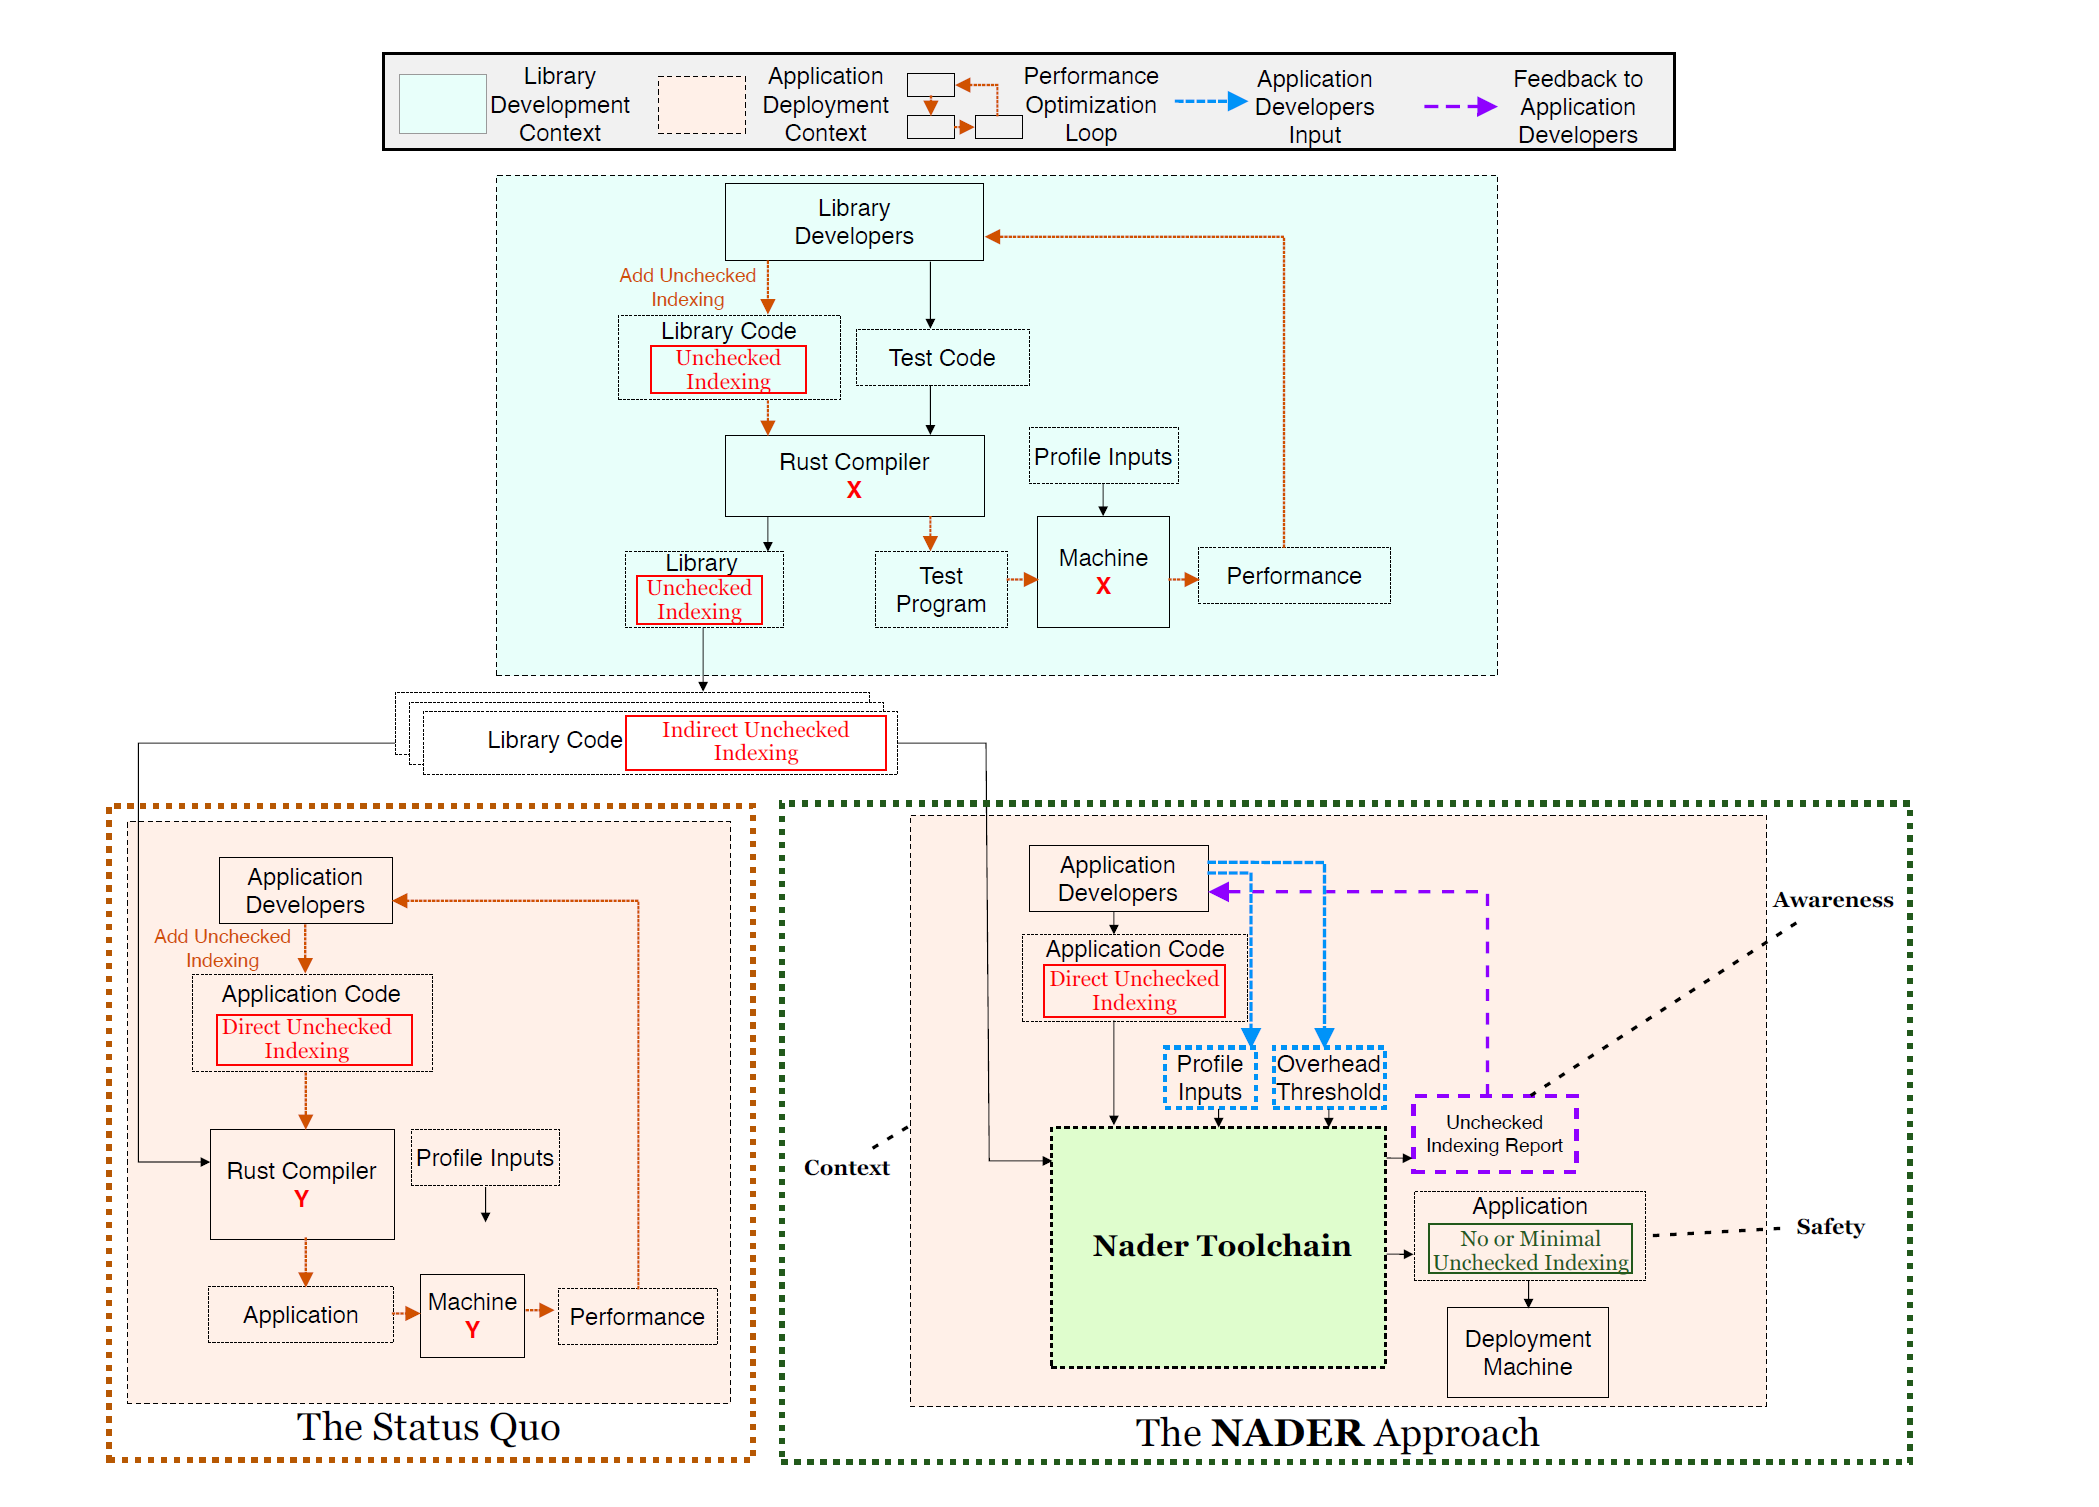 Library
Development
Context
Application
Deployment
Context
Performance
Optimization
Loop
Application
Developers
Input
Feedback to
Application
Developers
Library
Developers
Add Unchecked
Indexing
Library Code
Unchecked
Indexing
Test Code
Rust Compiler
X
Profile Inputs
Library
Unchecked
Indexing
Test
Program
Machine
X
Performance
Library Code
Indirect Unchecked
Indexing
Application
Developers
Add Unchecked
Indexing
Application Code
Direct Unchecked
Indexing
Rust Compiler
Y
Profile Inputs
Application
Machine
Y
Performance
The Status Quo
Application
Developers
Application Code
Direct Unchecked
Indexing
Profile
Inputs
Overhead
Threshold
Awareness
Unchecked
Indexing Report
Context
Nader Toolchain
Application
No or Minimal
Unchecked Indexing
Safety
Deployment
Machine
The NADER Approach